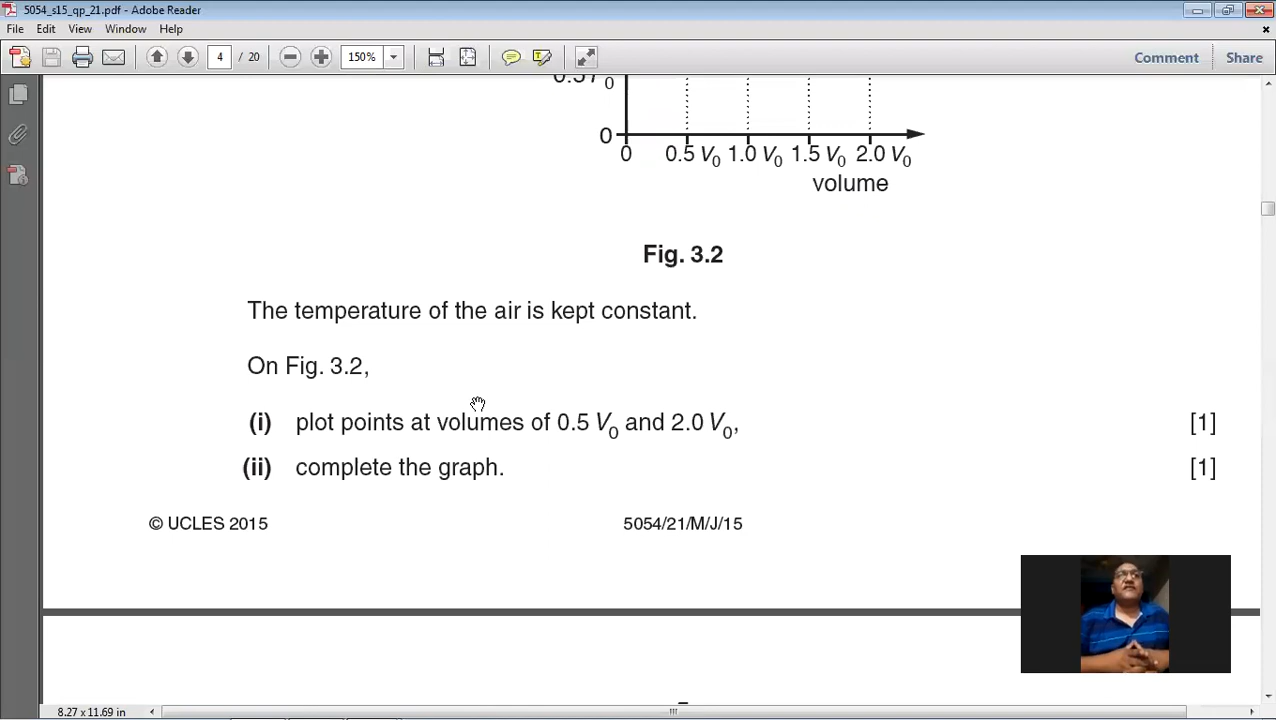 5054_s15_qp_21.pdf - Adobe Reader
File Edit View Window Help
4 / 20 150% Comment Share
0
0 0.5 V0 1.0 V0 1.5 V0 2.0 V0
volume
Fig. 3.2
The temperature of the air is kept constant.
On Fig. 3.2,
(i) plot points at volumes of 0.5 V0 and 2.0 V0, [1]
(ii) complete the graph. [1]
© UCLES 2015 5054/21/M/J/15
8.27 x 11.69 in